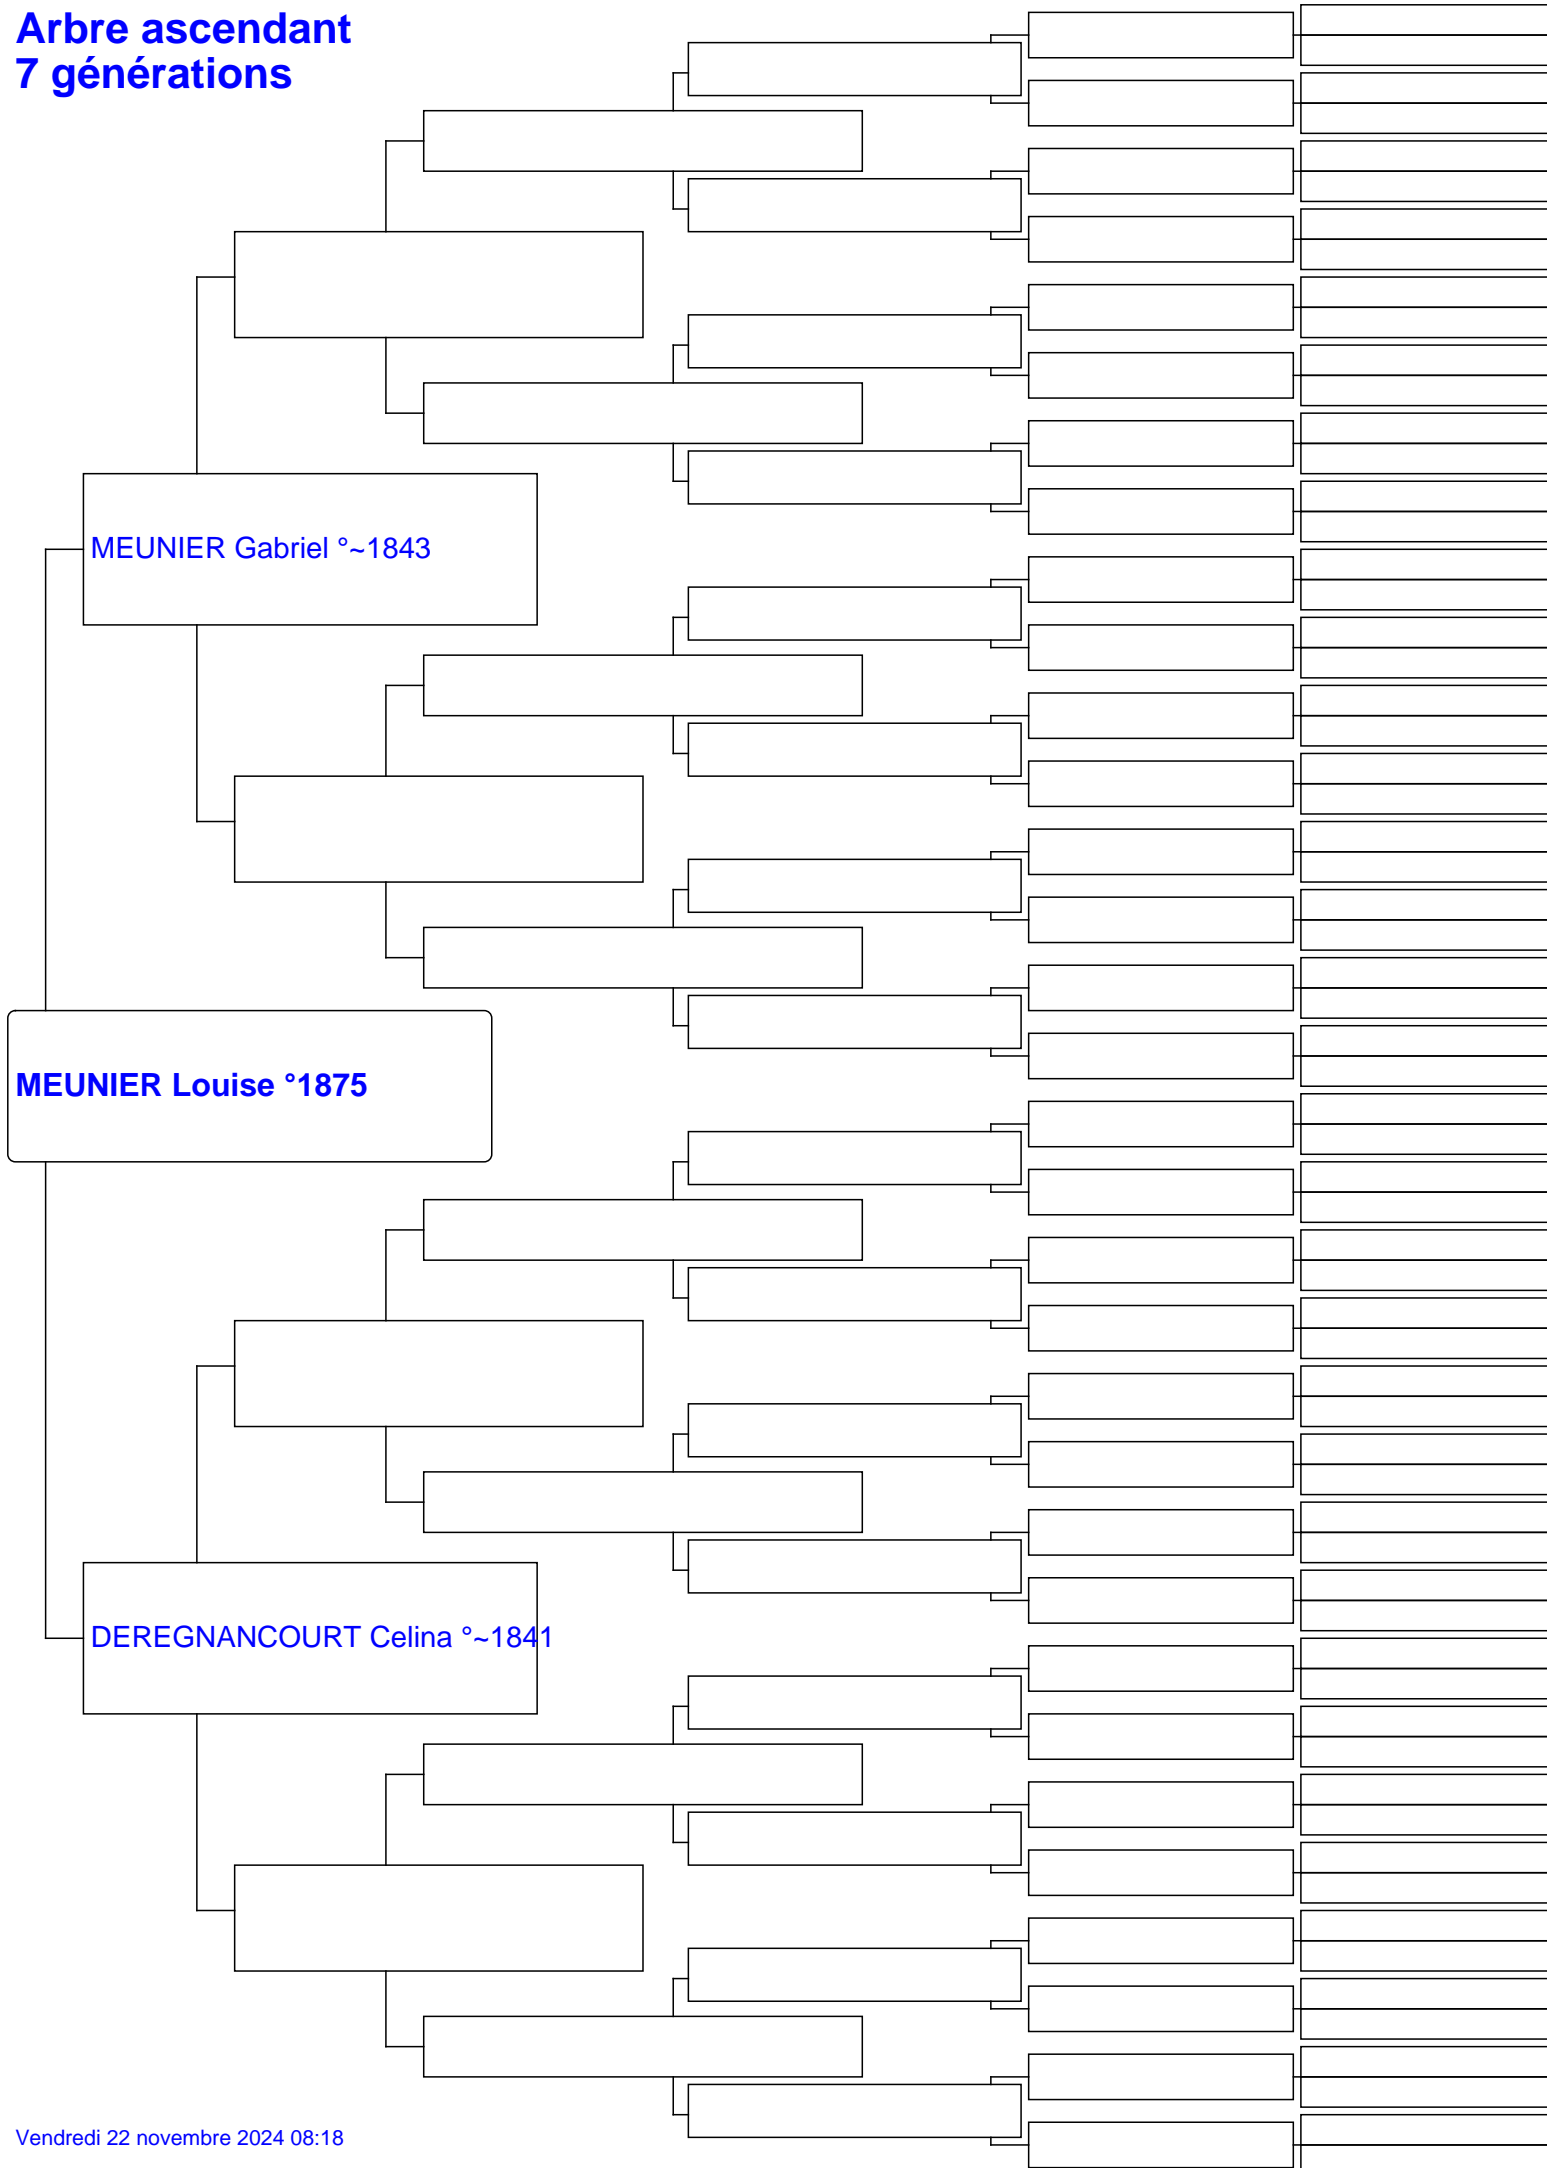 Arbre ascendant
7 générations
MEUNIER Gabriel °~1843
MEUNIER Louise °1875
DEREGNANCOURT Celina °~1841
Vendredi 22 novembre 2024 08:18